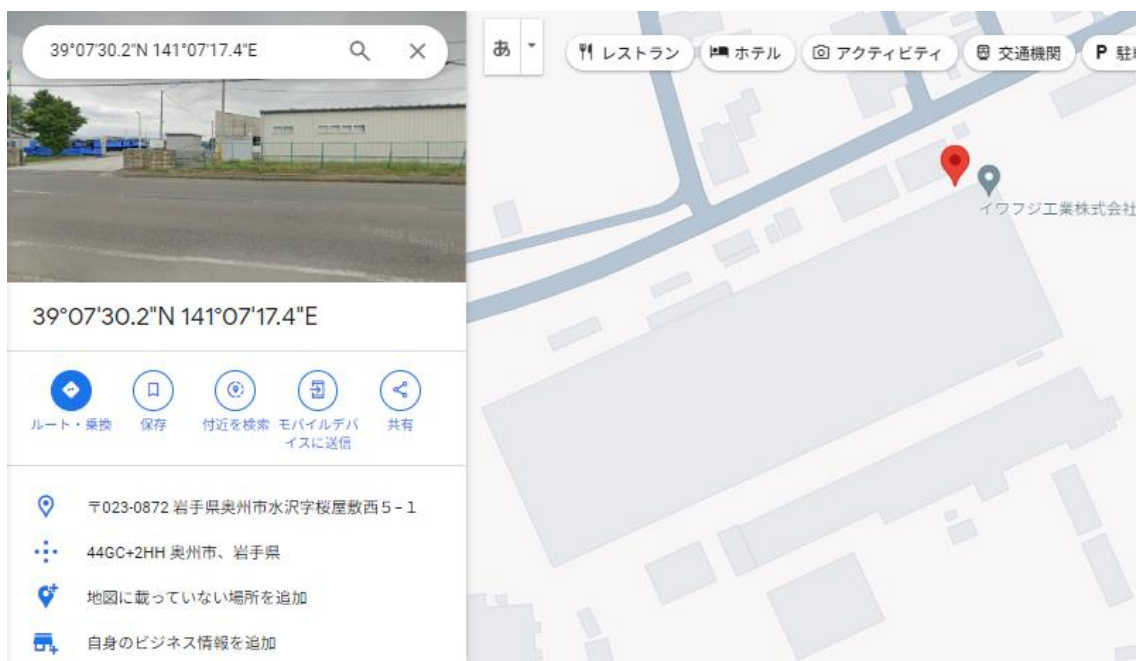 39°07'30.2"N 141°07'17.4"E
あ
レストラン
ホテル
アクティビティ
交通機関
P 駐
イワフジ工業株式会社
39°07'30.2"N 141°07'17.4"E
ルート・乗換
保存
付近を検索
モバイルデバ
イスに送信
共有
〒023-0872 岩手県奥州市水沢字桜屋敷西５−１
44GC+2HH 奥州市、岩手県
地図に載っていない場所を追加
自身のビジネス情報を追加